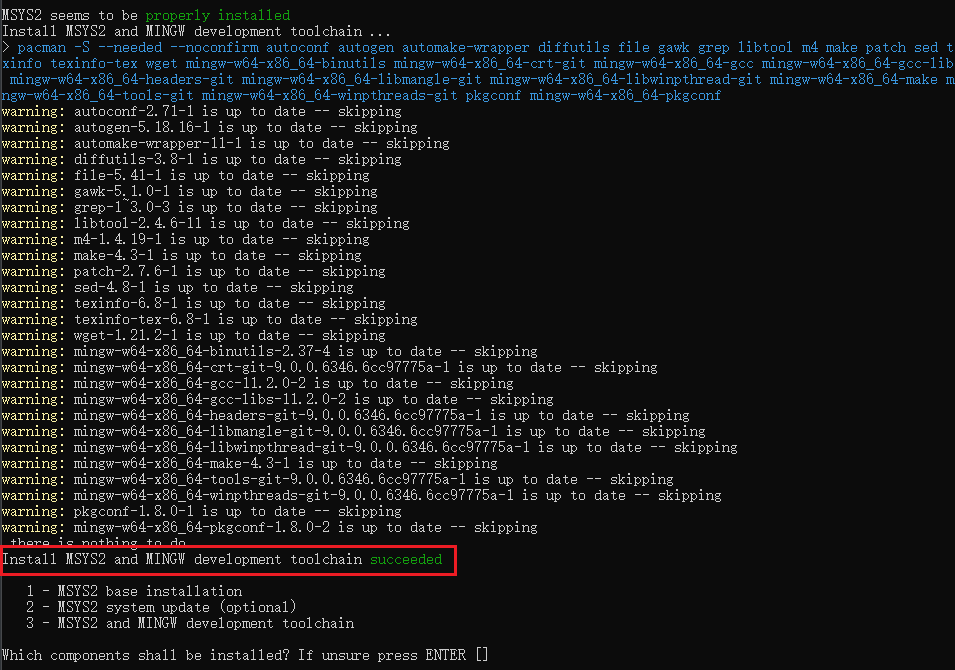 MSYS2 seems to be properly installed
Install MSYS2 and MINGW development toolchain ...
> pacman -S --needed --noconfirm autoconf autogen automake-wrapper diffutils file gawk grep libtool m4 make patch sed t
xinfo texinfo-tex wget mingw-w64-x86_64-binutils mingw-w64-x86_64-crt-git mingw-w64-x86_64-gcc mingw-w64-x86_64-gcc-lib
mingw-w64-x86_64-headers-git mingw-w64-x86_64-libmangle-git mingw-w64-x86_64-libwinpthread-git mingw-w64-x86_64-make m
ngw-w64-x86_64-tools-git mingw-w64-x86_64-winpthreads-git pkgconf mingw-w64-x86_64-pkgconf
warning: autoconf-2.71-1 is up to date -- skipping
warning: autogen-5.18.16-1 is up to date -- skipping
warning: automake-wrapper-11-1 is up to date -- skipping
warning: diffutils-3.8-1 is up to date -- skipping
warning: file-5.41-1 is up to date -- skipping
warning: gawk-5.1.0-1 is up to date -- skipping
warning: grep-1~3.0-3 is up to date -- skipping
warning: libtool-2.4.6-11 is up to date -- skipping
warning: m4-1.4.19-1 is up to date -- skipping
warning: make-4.3-1 is up to date -- skipping
warning: patch-2.7.6-1 is up to date -- skipping
warning: sed-4.8-1 is up to date -- skipping
warning: texinfo-6.8-1 is up to date -- skipping
warning: texinfo-tex-6.8-1 is up to date -- skipping
warning: wget-1.21.2-1 is up to date -- skipping
warning: mingw-w64-x86_64-binutils-2.37-4 is up to date -- skipping
warning: mingw-w64-x86_64-crt-git-9.0.0.6346.6cc97775a-1 is up to date -- skipping
warning: mingw-w64-x86_64-gcc-11.2.0-2 is up to date -- skipping
warning: mingw-w64-x86_64-gcc-libs-11.2.0-2 is up to date -- skipping
warning: mingw-w64-x86_64-headers-git-9.0.0.6346.6cc97775a-1 is up to date -- skipping
warning: mingw-w64-x86_64-libmangle-git-9.0.0.6346.6cc97775a-1 is up to date -- skipping
warning: mingw-w64-x86_64-libwinpthread-git-9.0.0.6346.6cc97775a-1 is up to date -- skipping
warning: mingw-w64-x86_64-make-4.3-1 is up to date -- skipping
warning: mingw-w64-x86_64-tools-git-9.0.0.6346.6cc97775a-1 is up to date -- skipping
warning: mingw-w64-x86_64-winpthreads-git-9.0.0.6346.6cc97775a-1 is up to date -- skipping
warning: pkgconf-1.8.0-1 is up to date -- skipping
warning: mingw-w64-x86_64-pkgconf-1.8.0-2 is up to date -- skipping
there is nothing to do
Install MSYS2 and MINGW development toolchain succeeded
1 - MSYS2 base installation
2 - MSYS2 system update (optional)
3 - MSYS2 and MINGW development toolchain
Which components shall be installed? If unsure press ENTER []